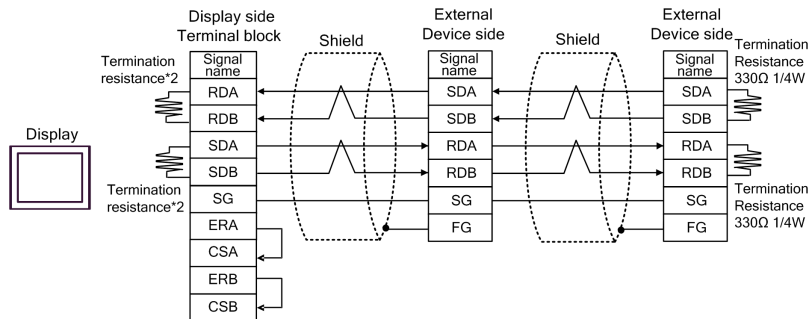 Display side
Terminal block
External
Device side
External
Device side
Shield
Shield
Termination
resistance*2
Termination
Resistance
330Ω 1/4W
Signal
name
Signal
name
Signal
name
RDA
SDA
SDA
RDB
SDB
SDB
Display
SDA
RDA
RDA
SDB
RDB
RDB
Termination
resistance*2
Termination
Resistance
330Ω 1/4W
SG
SG
SG
ERA
FG
FG
CSA
ERB
CSB